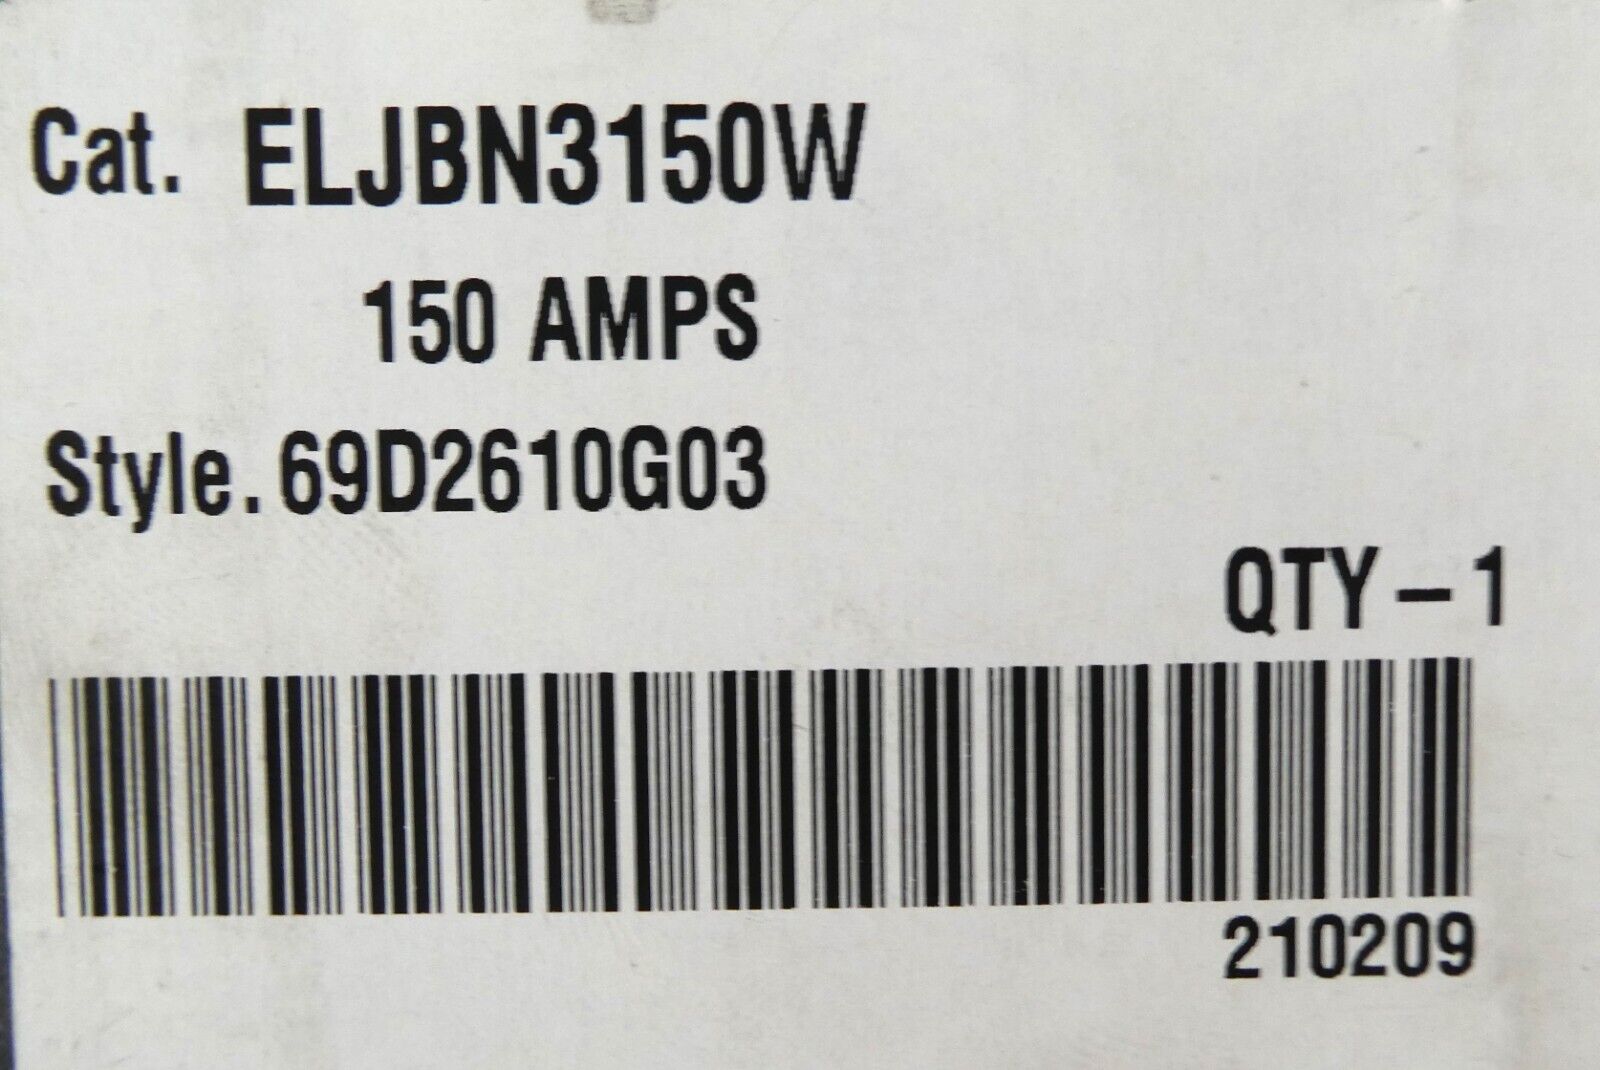 Cat. ELJBN3150W
150 AMPS
Style. 69D2610G03
QTY – 1
210209